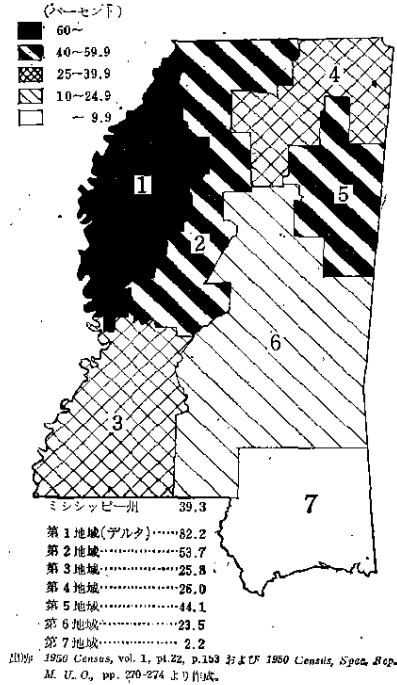 (パーセント)
60～
40～59.9
25～39.9
10～24.9
～9.9
4
1
5
2
6
3
7
ミシシッピー州 39.3
第1地域(デルタ)……82.2
第2地域……………53.7
第3地域……………25.8
第4地域……………26.0
第5地域……………44.1
第6地域……………23.5
第7地域…………… 2.2
出所 1950 Census, vol. 1, pt.22, p.153 および 1950 Census, Spec. Rep.
M. U. O., pp. 270-274 より作成。